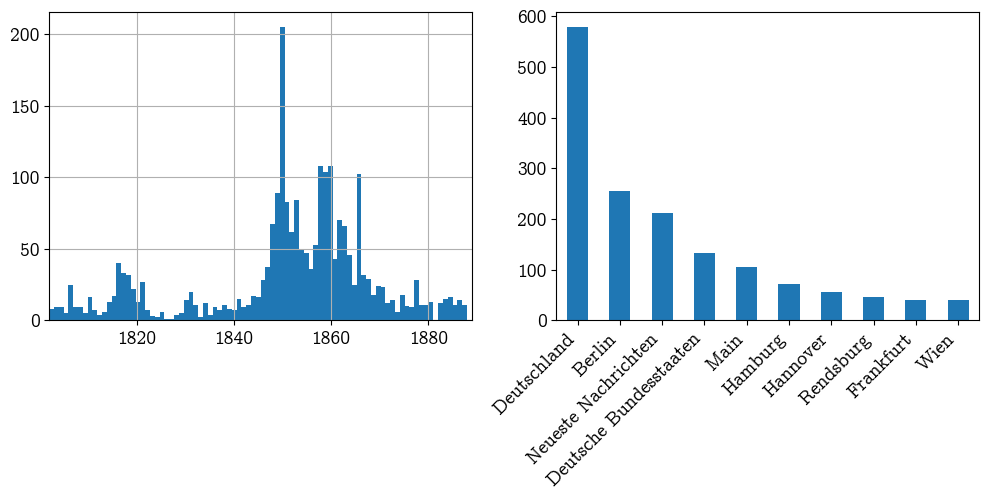 200
150
100
50
0
1820 1840 1860 1880
600
500
400
300
200
100
0
Deutschland
Berlin
Neueste Nachrichten
Deutsche Bundesstaaten
Main
Hamburg
Hannover
Rendsburg
Frankfurt
Wien